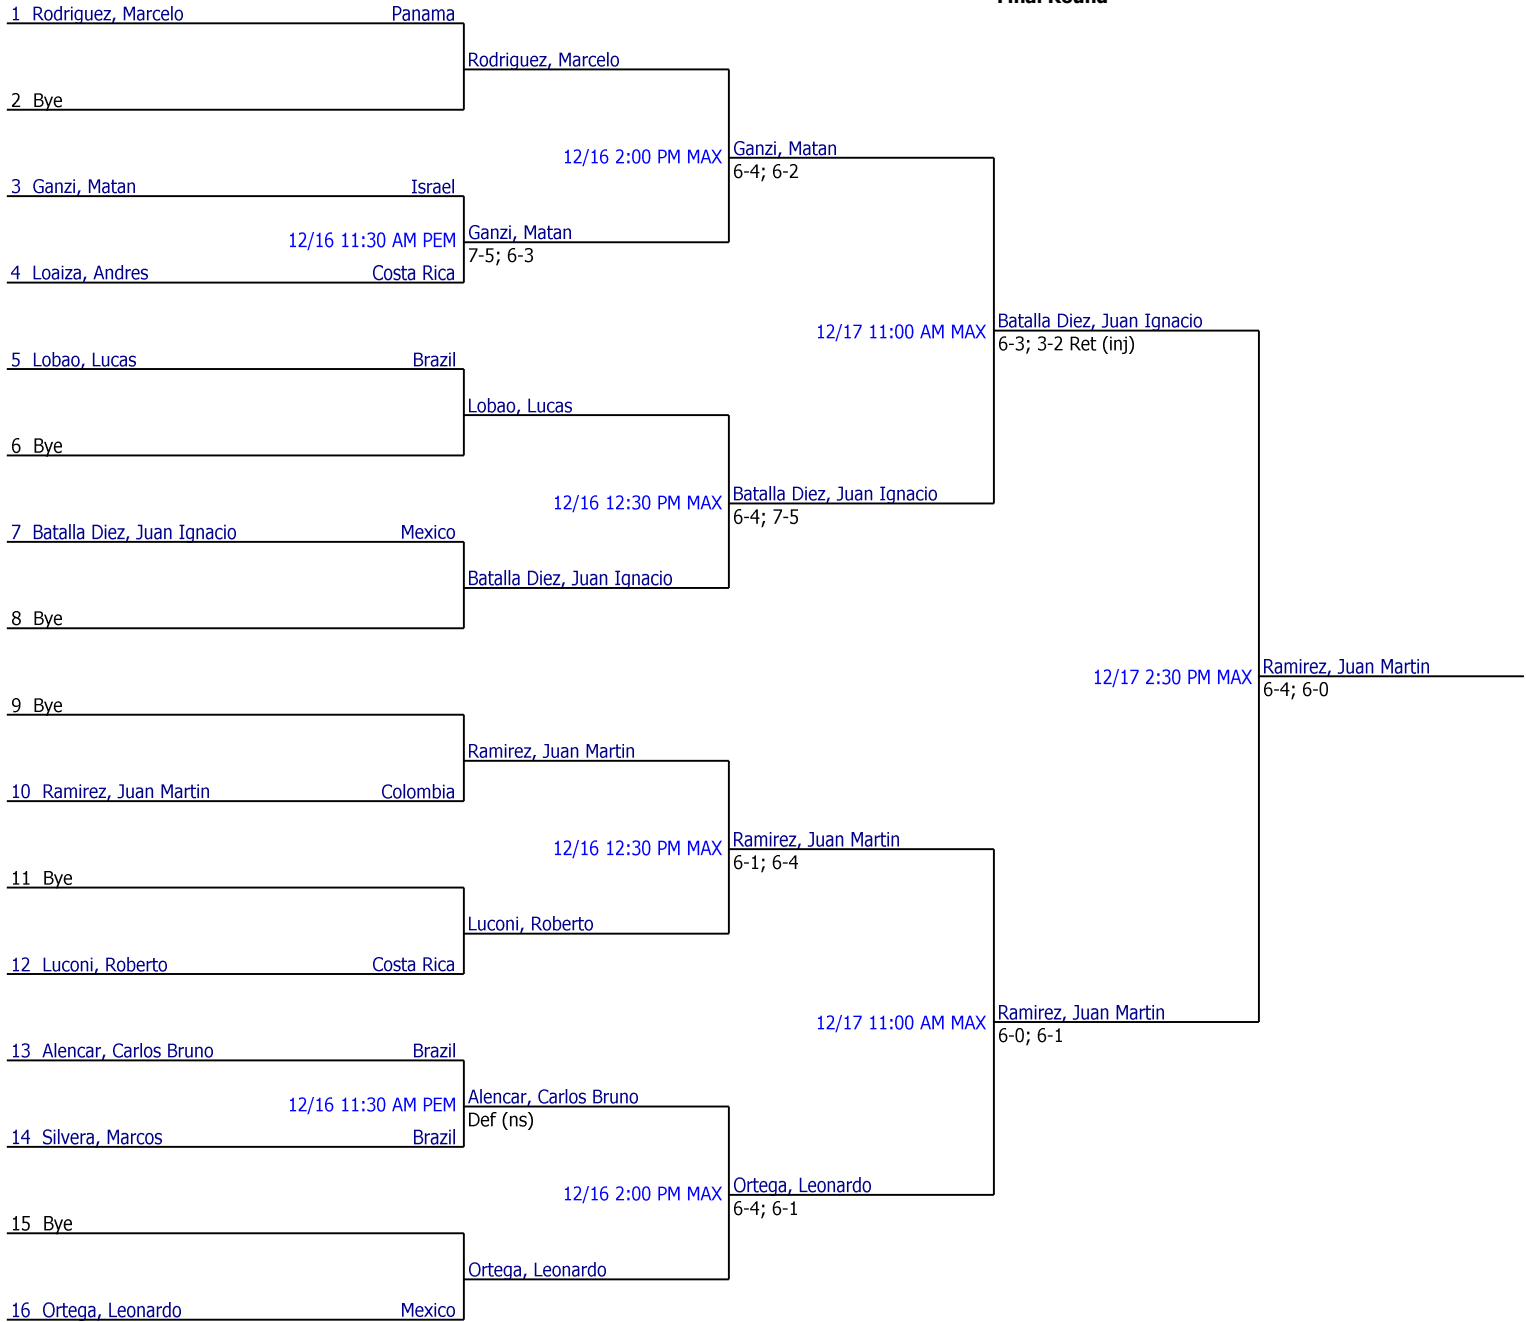 Final Round
1 Rodriguez, Marcelo Panama
Rodriguez, Marcelo
2 Bye
12/16 2:00 PM MAX Ganzi, Matan
6-4; 6-2
3 Ganzi, Matan Israel
12/16 11:30 AM PEM Ganzi, Matan
7-5; 6-3
4 Loaiza, Andres Costa Rica
12/17 11:00 AM MAX Batalla Diez, Juan Ignacio
6-3; 3-2 Ret (inj)
5 Lobao, Lucas Brazil
Lobao, Lucas
6 Bye
12/16 12:30 PM MAX Batalla Diez, Juan Ignacio
6-4; 7-5
7 Batalla Diez, Juan Ignacio Mexico
Batalla Diez, Juan Ignacio
8 Bye
12/17 2:30 PM MAX Ramirez, Juan Martin
6-4; 6-0
9 Bye
Ramirez, Juan Martin
10 Ramirez, Juan Martin Colombia
12/16 12:30 PM MAX Ramirez, Juan Martin
6-1; 6-4
11 Bye
Luconi, Roberto
12 Luconi, Roberto Costa Rica
12/17 11:00 AM MAX Ramirez, Juan Martin
6-0; 6-1
13 Alencar, Carlos Bruno Brazil
12/16 11:30 AM PEM Alencar, Carlos Bruno
Def (ns)
14 Silvera, Marcos Brazil
12/16 2:00 PM MAX Ortega, Leonardo
6-4; 6-1
15 Bye
Ortega, Leonardo
16 Ortega, Leonardo Mexico